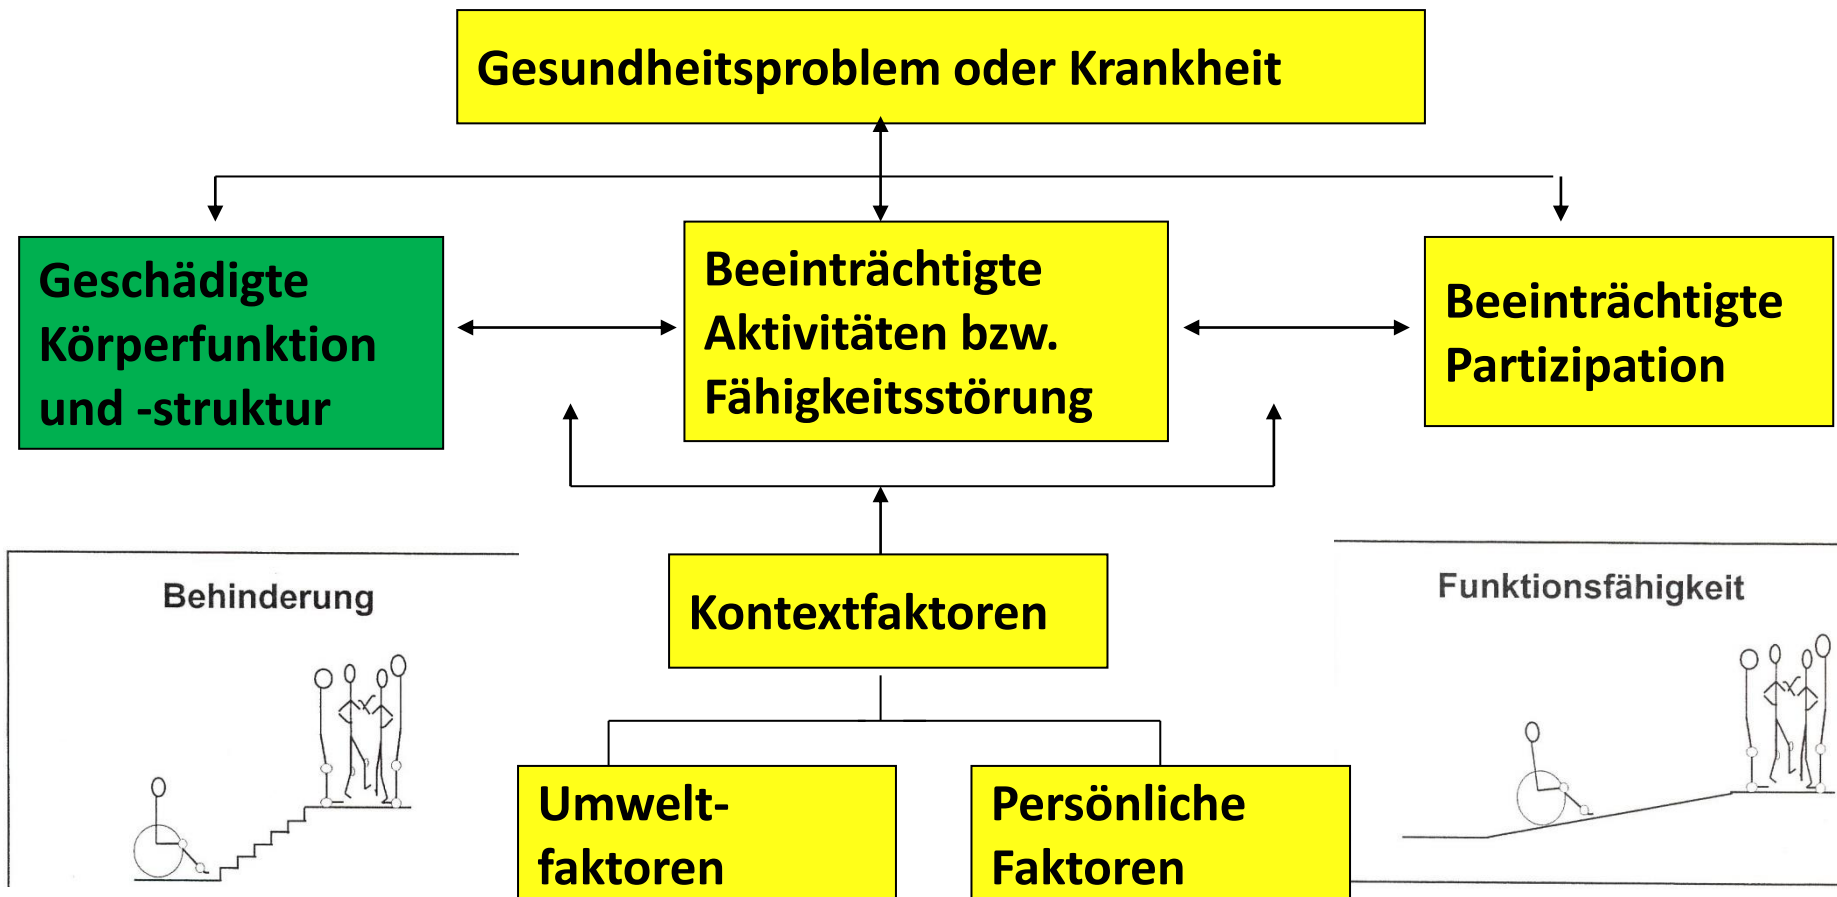 Gesundheitsproblem oder Krankheit
Geschädigte
Körperfunktion
und -struktur
Beeinträchtigte
Aktivitäten bzw.
Fähigkeitsstörung
Beeinträchtigte
Partizipation
Behinderung
Kontextfaktoren
Funktionsfähigkeit
Umwelt-
faktoren
Persönliche
Faktoren